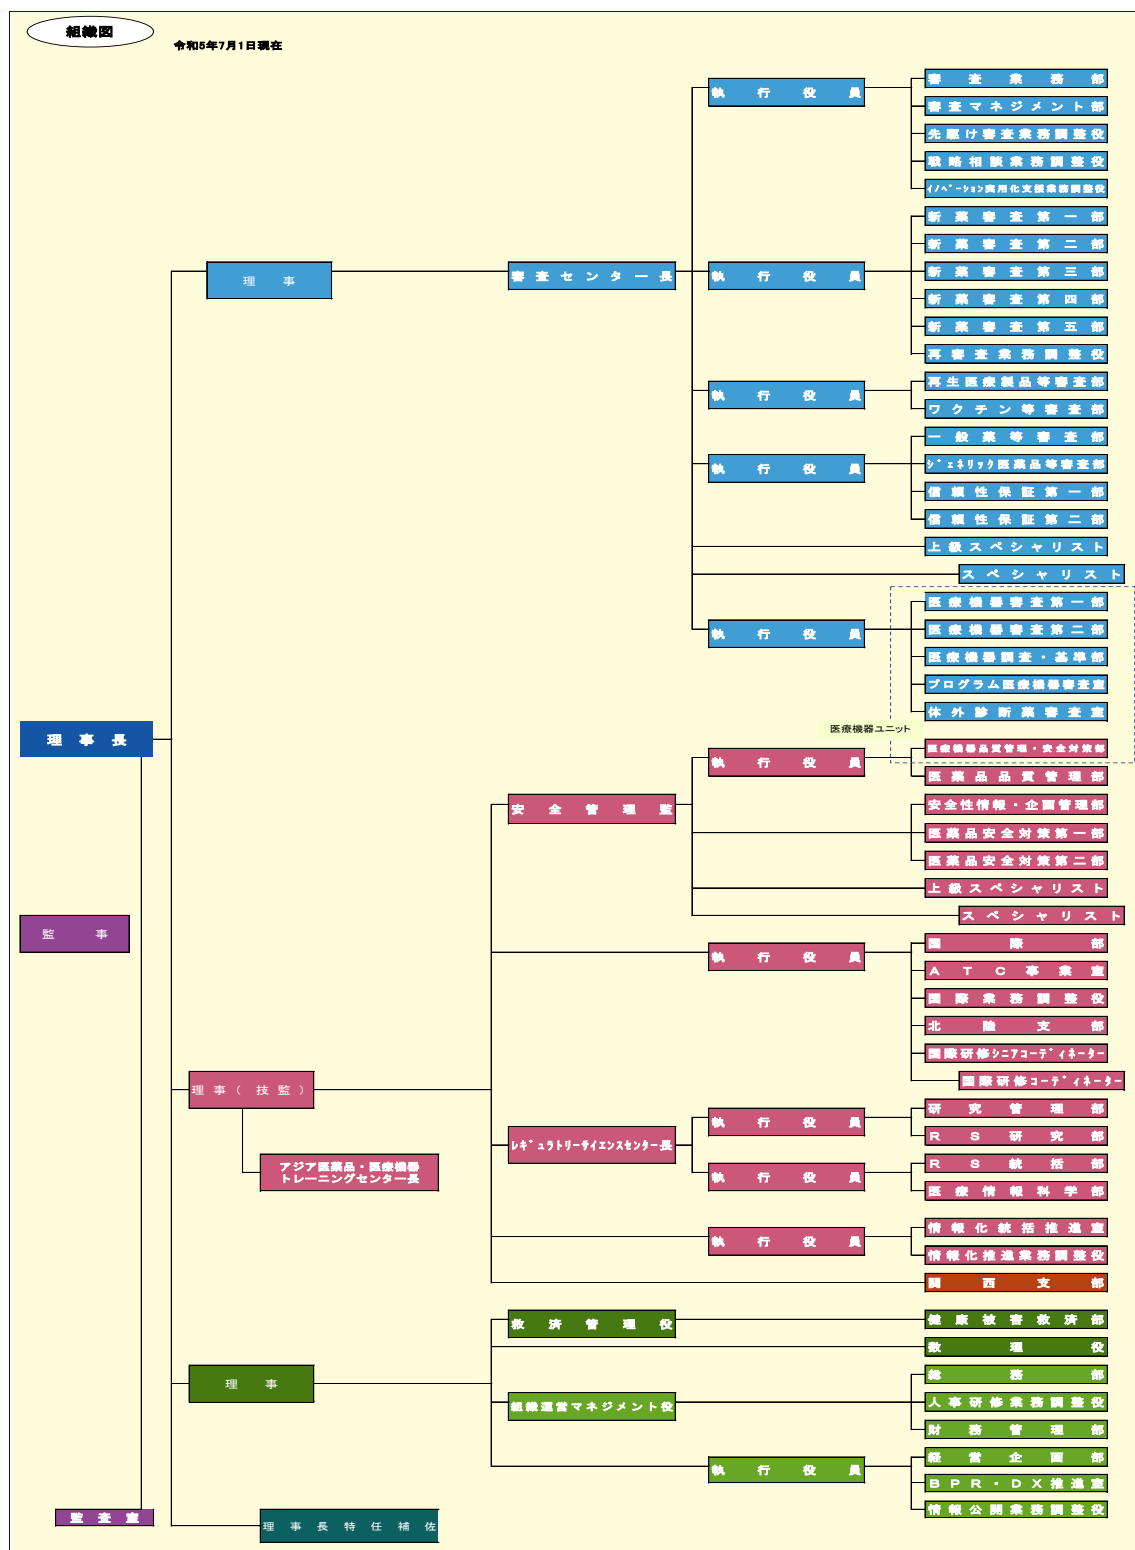 組織図
令和5年7月1日現在
執行役員
審査業務部
審査マネジメント部
先駆け審査業務調整役
戦略相談業務調整役
イノベーション実用化支援業務調整役
理事
審査センター長
執行役員
新薬審査第一部
新薬審査第二部
新薬審査第三部
新薬審査第四部
新薬審査第五部
再審査業務調整役
執行役員
再生医療製品等審査部
ワクチン等審査部
執行役員
一般薬等審査部
ジェネリック医薬品等審査部
信頼性保証第一部
信頼性保証第二部
上級スペシャリスト
スペシャリスト
執行役員
医療機器審査第一部
医療機器審査第二部
医療機器調査・基準部
プログラム医療機器審査室
体外診断薬審査室
医療機器ユニット
理事長
執行役員
医療機器品質管理・安全対策部
医薬品品質管理部
安全管理監
安全性情報・企画管理部
医薬品安全対策第一部
医薬品安全対策第二部
上級スペシャリスト
スペシャリスト
監事
執行役員
国際部
ATC事業室
国際業務調整役
北陸支部
国際研修シニアコーディネーター
国際研修コーディネーター
理事(技監)
アジア医薬品・医療機器
トレーニングセンター長
レギュラトリーサイエンスセンター長
執行役員
研究管理部
RS研究部
執行役員
RS統括部
医療情報科学部
執行役員
情報化統括推進室
情報化推進業務調整役
関西支部
理事
救済管理役
健康被害救済部
数理役
組織運営マネジメント役
総務部
人事研修業務調整役
財務管理部
執行役員
経営企画部
BPR・DX推進室
情報公開業務調整役
監査室
理事長特任補佐